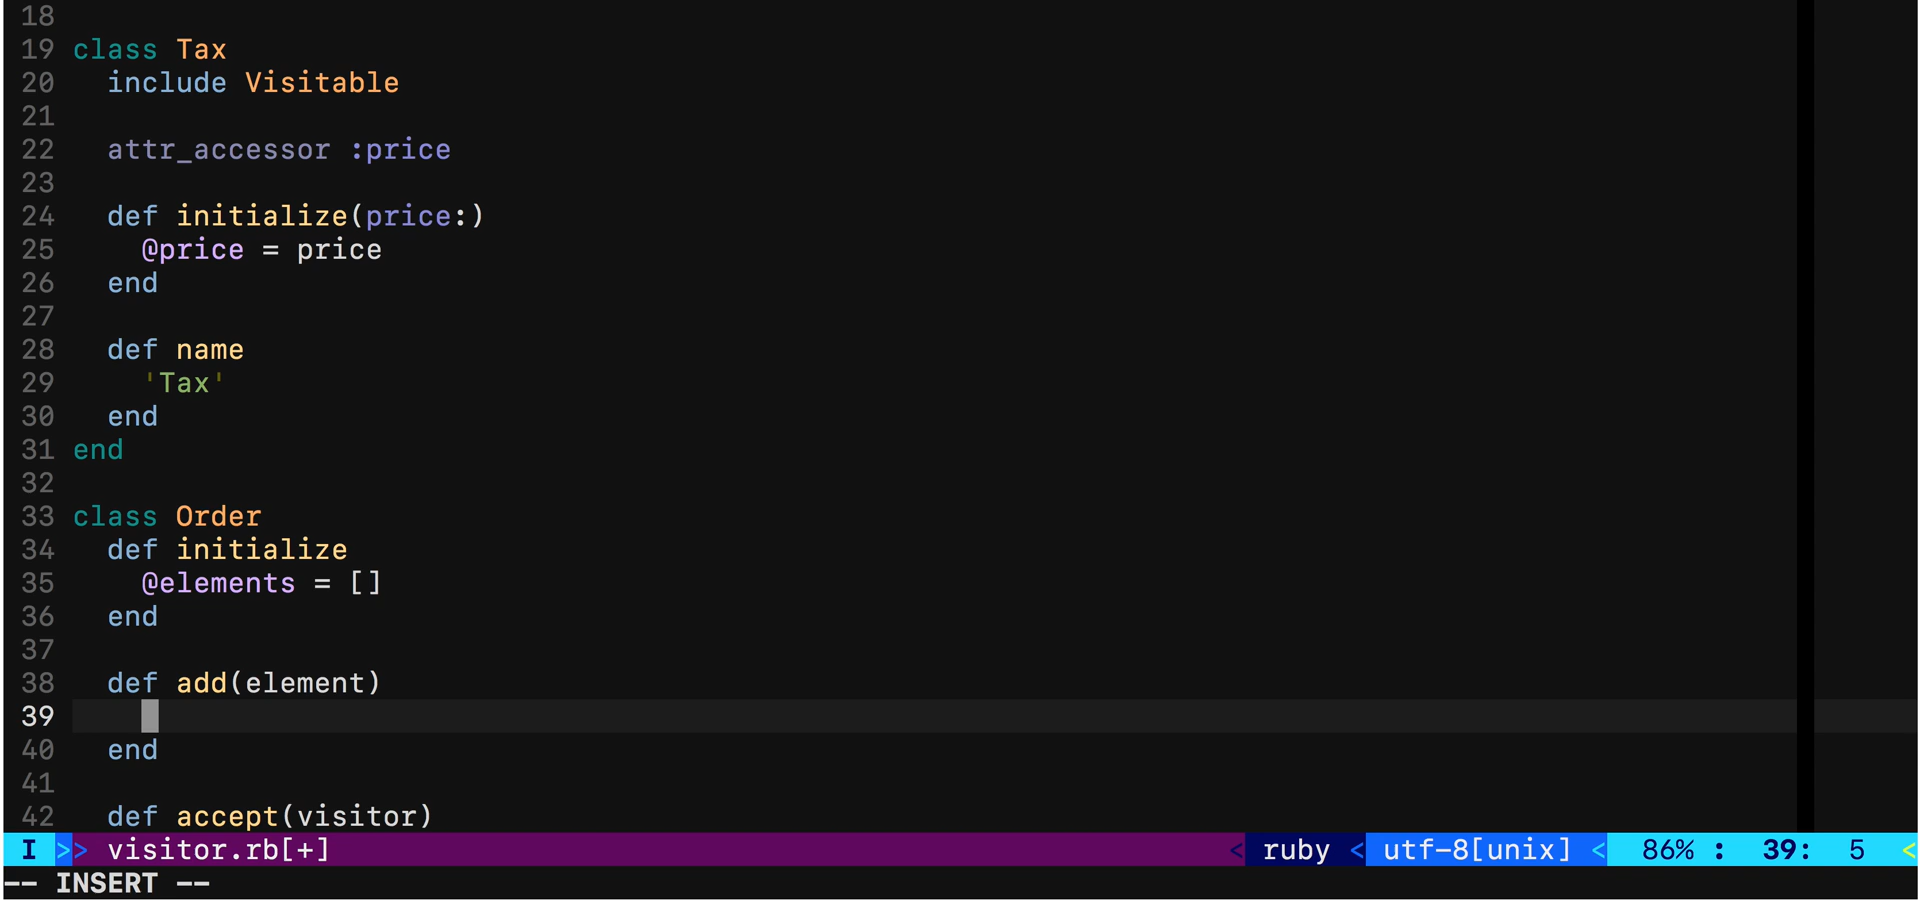 18
19 class Tax
20   include Visitable
21
22   attr_accessor :price
23
24   def initialize(price:)
25     @price = price
26   end
27
28   def name
29     'Tax'
30   end
31 end
32
33 class Order
34   def initialize
35     @elements = []
36   end
37
38   def add(element)
39
40   end
41
42   def accept(visitor)
I >> visitor.rb[+] < ruby < utf-8[unix] < 86% : 39: 5 <
-- INSERT --